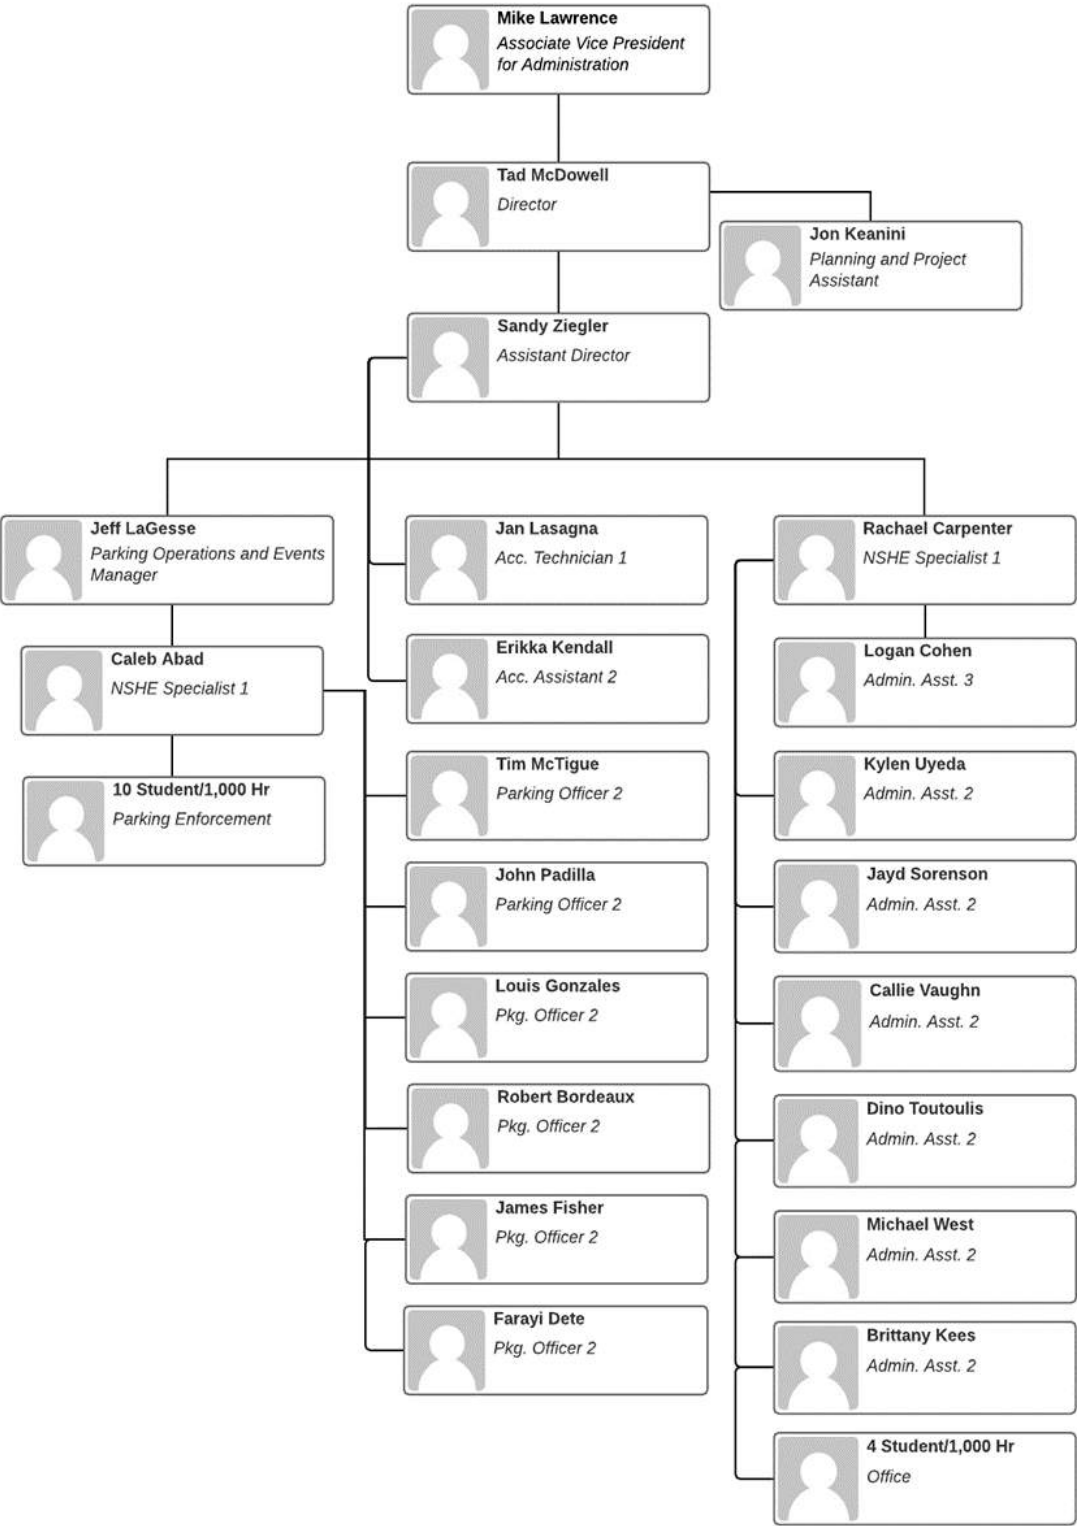 Mike Lawrence
Associate Vice President
for Administration
Tad McDowell
Director
Jon Keanini
Planning and Project
Assistant
Sandy Ziegler
Assistant Director
Jeff LaGesse
Parking Operations and Events
Manager
Caleb Abad
NSHE Specialist 1
10 Student/1,000 Hr
Parking Enforcement
Jan Lasagna
Acc. Technician 1
Erikka Kendall
Acc. Assistant 2
Tim McTigue
Parking Officer 2
John Padilla
Parking Officer 2
Louis Gonzales
Pkg. Officer 2
Robert Bordeaux
Pkg. Officer 2
James Fisher
Pkg. Officer 2
Farayi Dete
Pkg. Officer 2
Rachael Carpenter
NSHE Specialist 1
Logan Cohen
Admin. Asst. 3
Kylen Uyeda
Admin. Asst. 2
Jayd Sorenson
Admin. Asst. 2
Callie Vaughn
Admin. Asst. 2
Dino Toutoulis
Admin. Asst. 2
Michael West
Admin. Asst. 2
Brittany Kees
Admin. Asst. 2
4 Student/1,000 Hr
Office